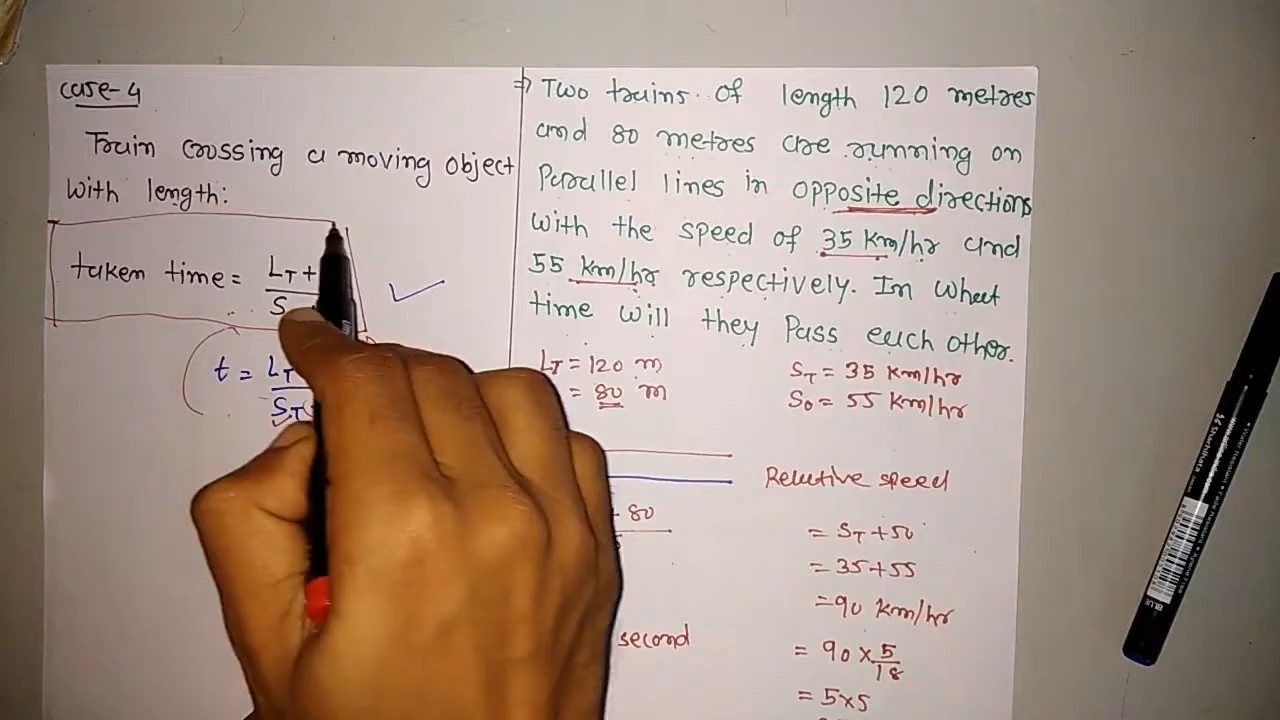 case-4
Train crossing a moving object
with length:
taken time = LT +
S
t = LT
ST
⇒ Two trains of length 120 metres
and 80 metres are running on
Parallel lines in opposite directions
with the speed of 35 Km/hr and
55 km/hr respectively. In what
time will they Pass each other.
LT = 120 m
= 80 m
ST = 35 Km/hr
SO = 55 Km/hr
80
second
Relative speed
= ST + SO
= 35+55
= 90 Km/hr
= 90 × 5/18
= 5×5
BLUE